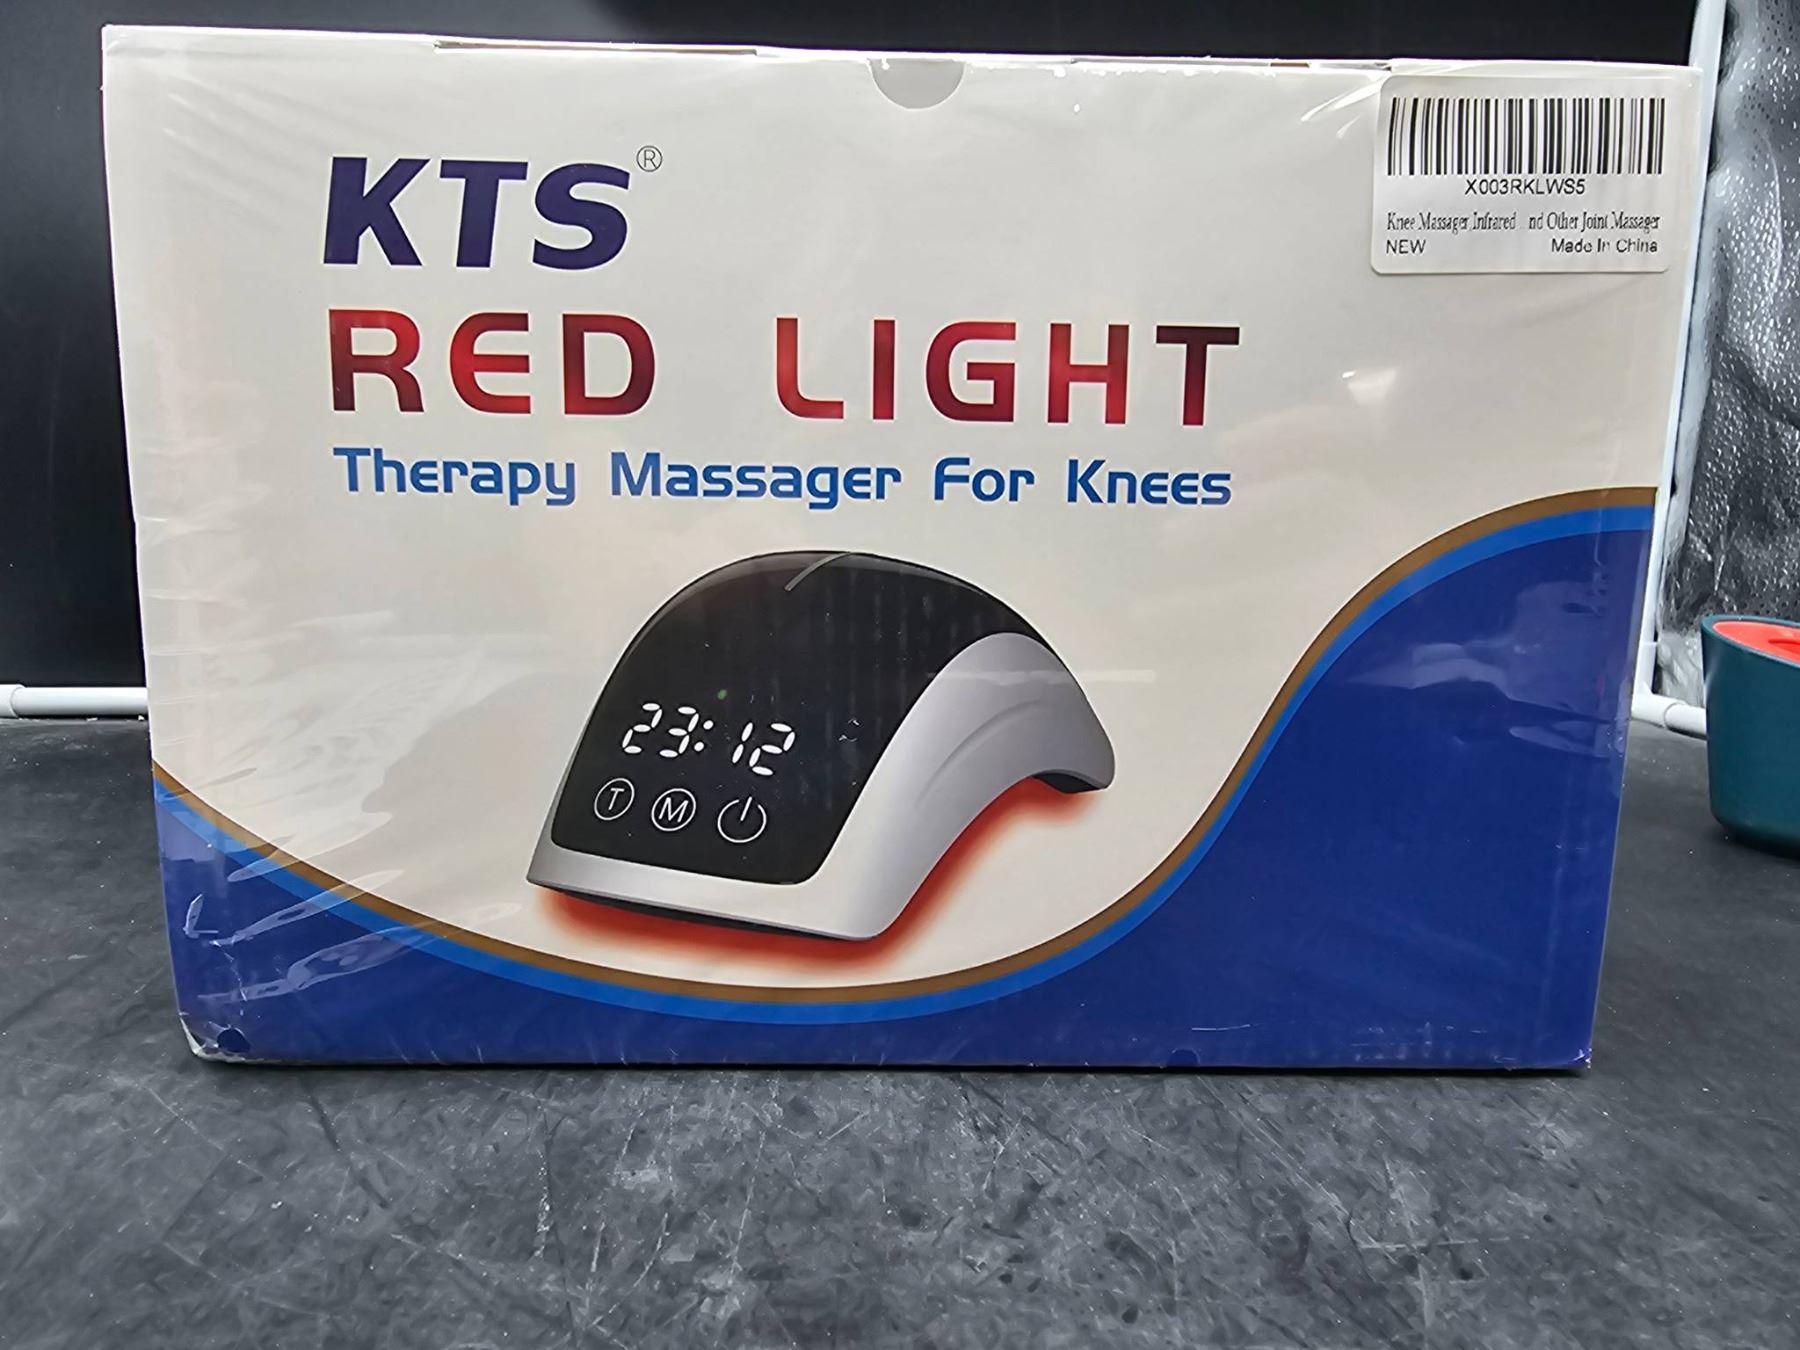 KTS®
RED LIGHT
Therapy Massager For Knees
X003RKLWS5
Knee Massager Infrared nd Other Joint Massager
NEW Made In China
23:12
T M